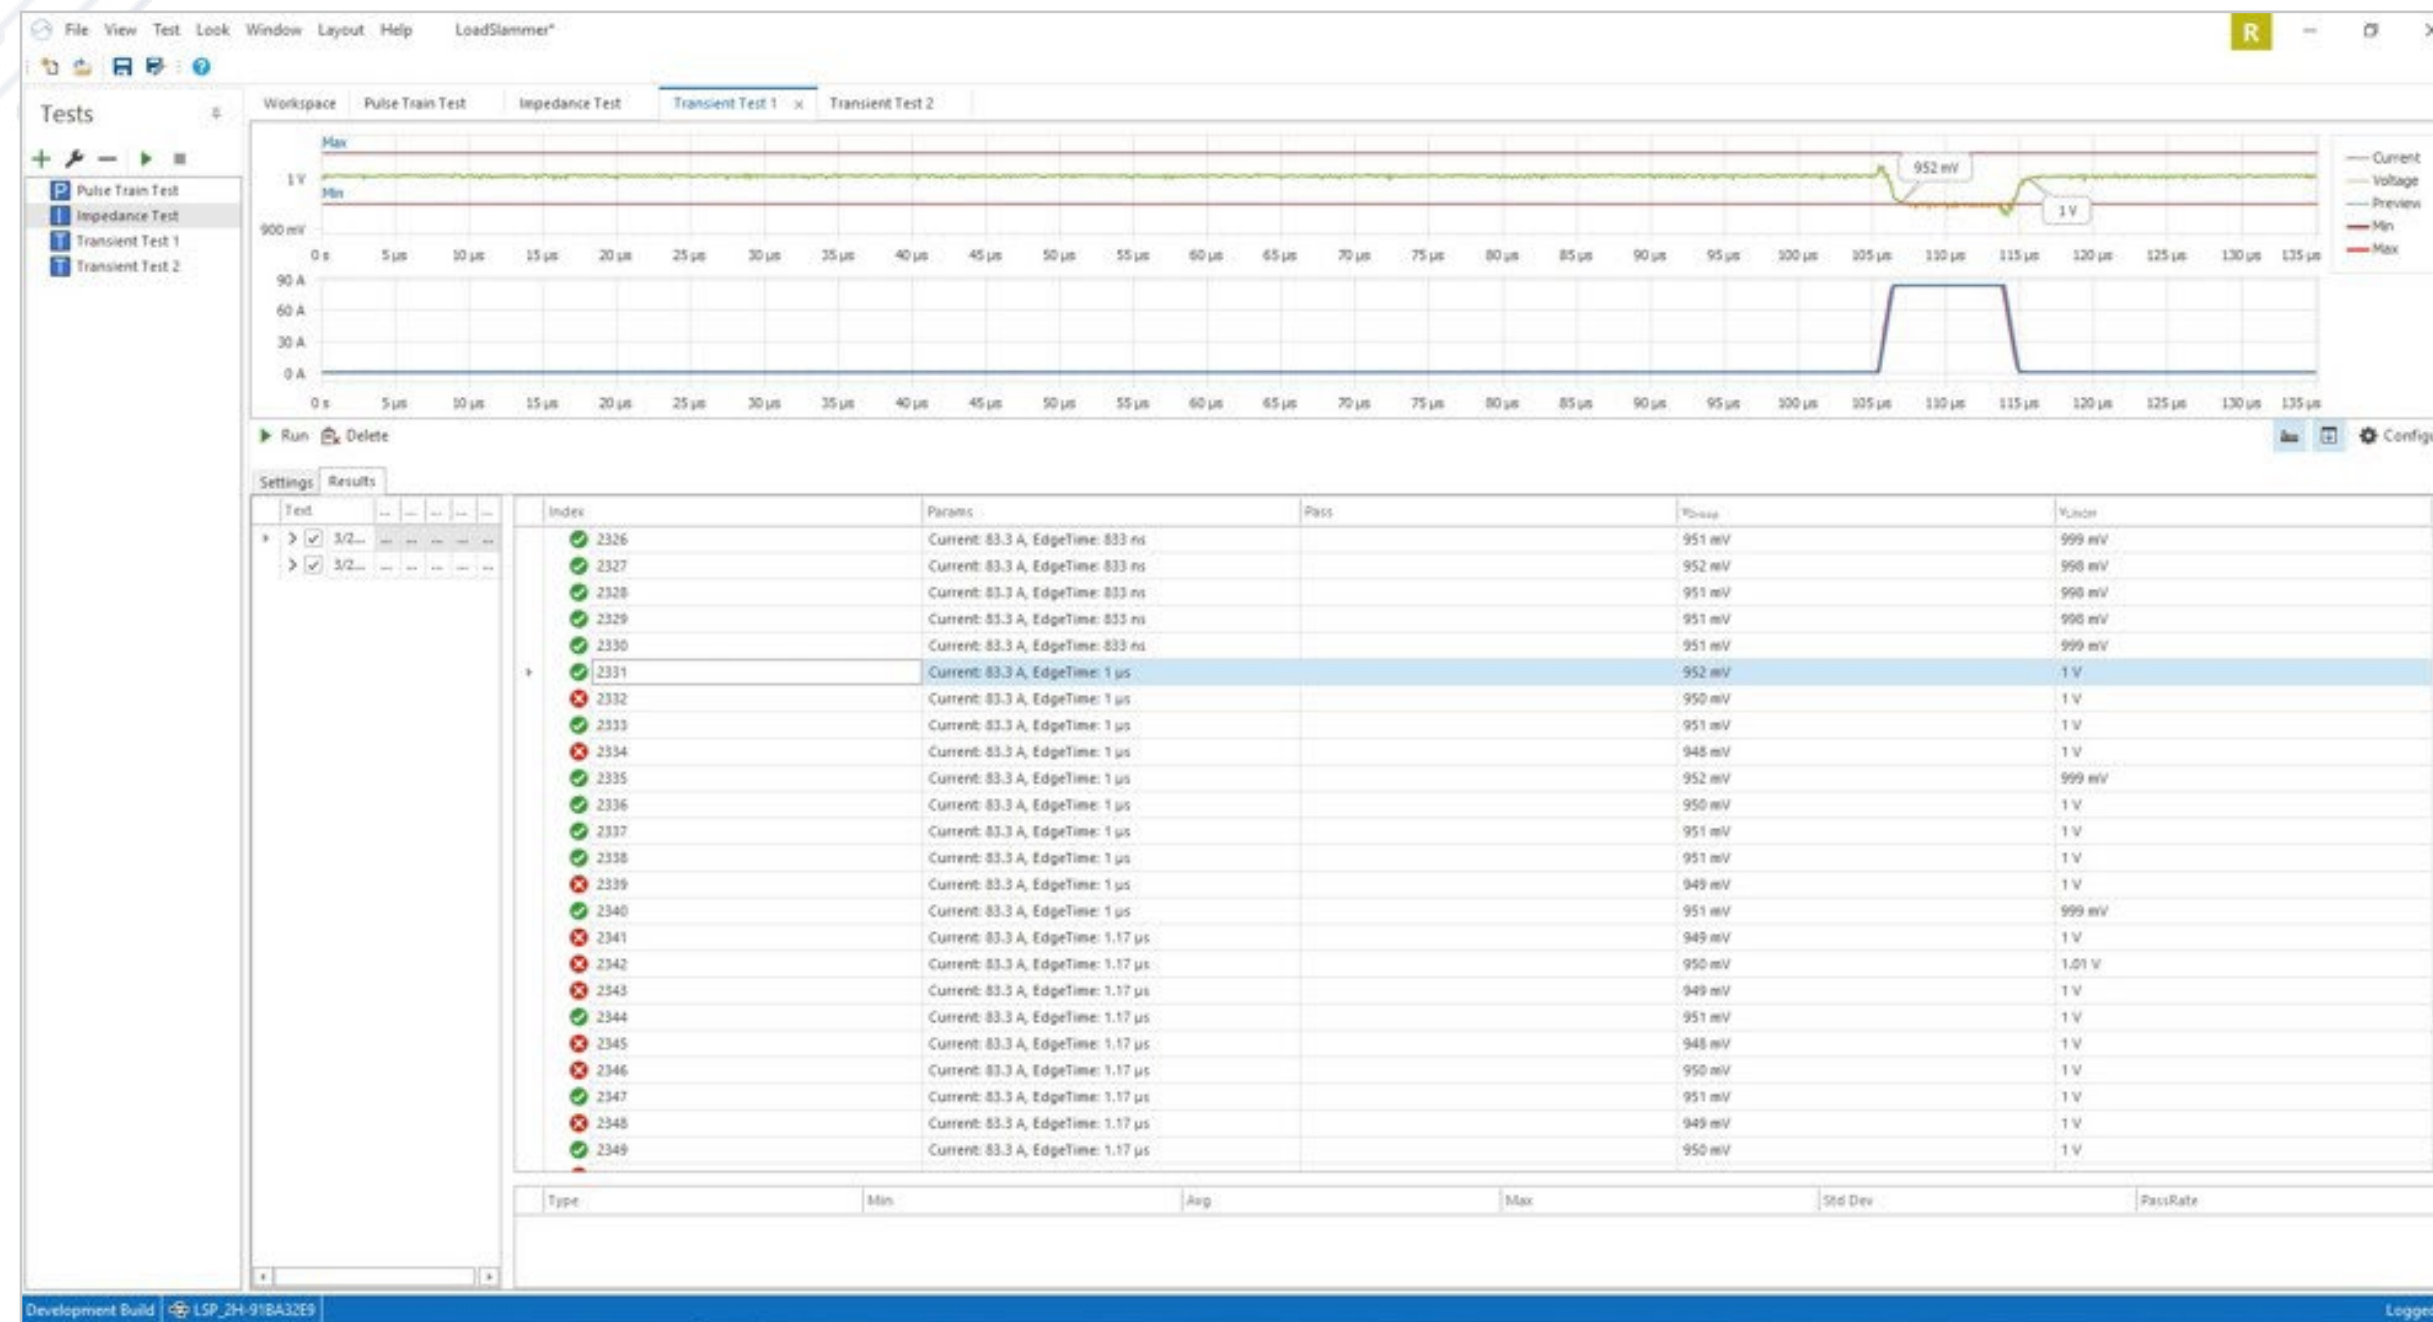 File View Test Look Window Layout Help LoadSlammer*
R
Tests
Workspace Pulse Train Test Impedance Test Transient Test 1 × Transient Test 2
Pulse Train Test
Impedance Test
Transient Test 1
Transient Test 2
Max
1 V
Min
900 mV
952 mV
1 V
Current
Voltage
Preview
Min
Max
0 s 5 µs 10 µs 15 µs 20 µs 25 µs 30 µs 35 µs 40 µs 45 µs 50 µs 55 µs 60 µs 65 µs 70 µs 75 µs 80 µs 85 µs 90 µs 95 µs 100 µs 105 µs 110 µs 115 µs 120 µs 125 µs 130 µs 135 µs
90 A
60 A
30 A
0 A
0 s 5 µs 10 µs 15 µs 20 µs 25 µs 30 µs 35 µs 40 µs 45 µs 50 µs 55 µs 60 µs 65 µs 70 µs 75 µs 80 µs 85 µs 90 µs 95 µs 100 µs 105 µs 110 µs 115 µs 120 µs 125 µs 130 µs 135 µs
Run Delete Configu
Settings Results
Text ... ... ... ... ...
3/2... ... ... ... ... ...
3/2... ... ... ... ... ...
Index Params Pass
2326 Current: 83.3 A, EdgeTime: 833 ns 951 mV 999 mV
2327 Current: 83.3 A, EdgeTime: 833 ns 952 mV 998 mV
2328 Current: 83.3 A, EdgeTime: 833 ns 951 mV 998 mV
2329 Current: 83.3 A, EdgeTime: 833 ns 951 mV 998 mV
2330 Current: 83.3 A, EdgeTime: 833 ns 951 mV 999 mV
2331 Current: 83.3 A, EdgeTime: 1 µs 952 mV 1 V
2332 Current: 83.3 A, EdgeTime: 1 µs 950 mV 1 V
2333 Current: 83.3 A, EdgeTime: 1 µs 951 mV 1 V
2334 Current: 83.3 A, EdgeTime: 1 µs 948 mV 1 V
2335 Current: 83.3 A, EdgeTime: 1 µs 952 mV 999 mV
2336 Current: 83.3 A, EdgeTime: 1 µs 950 mV 1 V
2337 Current: 83.3 A, EdgeTime: 1 µs 951 mV 1 V
2338 Current: 83.3 A, EdgeTime: 1 µs 951 mV 1 V
2339 Current: 83.3 A, EdgeTime: 1 µs 949 mV 1 V
2340 Current: 83.3 A, EdgeTime: 1 µs 951 mV 999 mV
2341 Current: 83.3 A, EdgeTime: 1.17 µs 949 mV 1 V
2342 Current: 83.3 A, EdgeTime: 1.17 µs 950 mV 1.01 V
2343 Current: 83.3 A, EdgeTime: 1.17 µs 949 mV 1 V
2344 Current: 83.3 A, EdgeTime: 1.17 µs 951 mV 1 V
2345 Current: 83.3 A, EdgeTime: 1.17 µs 948 mV 1 V
2346 Current: 83.3 A, EdgeTime: 1.17 µs 950 mV 1 V
2347 Current: 83.3 A, EdgeTime: 1.17 µs 951 mV 1 V
2348 Current: 83.3 A, EdgeTime: 1.17 µs 949 mV 1 V
2349 Current: 83.3 A, EdgeTime: 1.17 µs 950 mV 1 V
Type Min Avg Max Std Dev PassRate
Development Build LSP_2H-91BA32E9 Logged